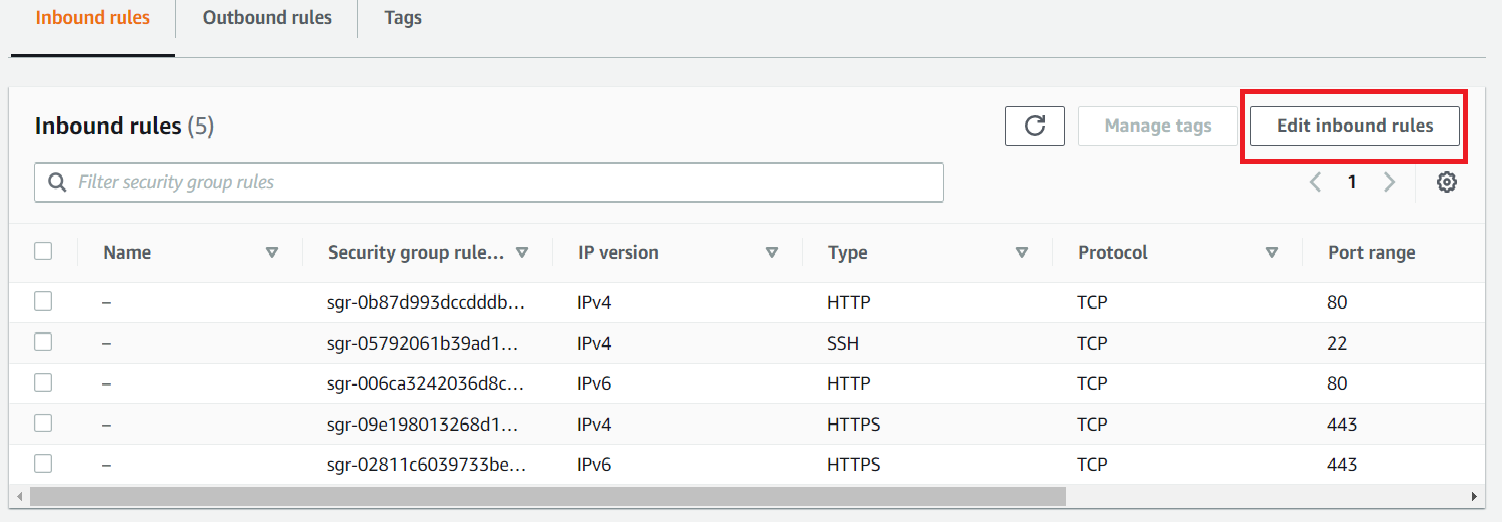 Inbound rules Outbound rules Tags
Inbound rules (5) Manage tags Edit inbound rules
Filter security group rules 1
Name Security group rule... IP version Type Protocol Port range
– sgr-0b87d993dccdddb... IPv4 HTTP TCP 80
– sgr-05792061b39ad1... IPv4 SSH TCP 22
– sgr-006ca3242036d8c... IPv6 HTTP TCP 80
– sgr-09e198013268d1... IPv4 HTTPS TCP 443
– sgr-02811c6039733be... IPv6 HTTPS TCP 443